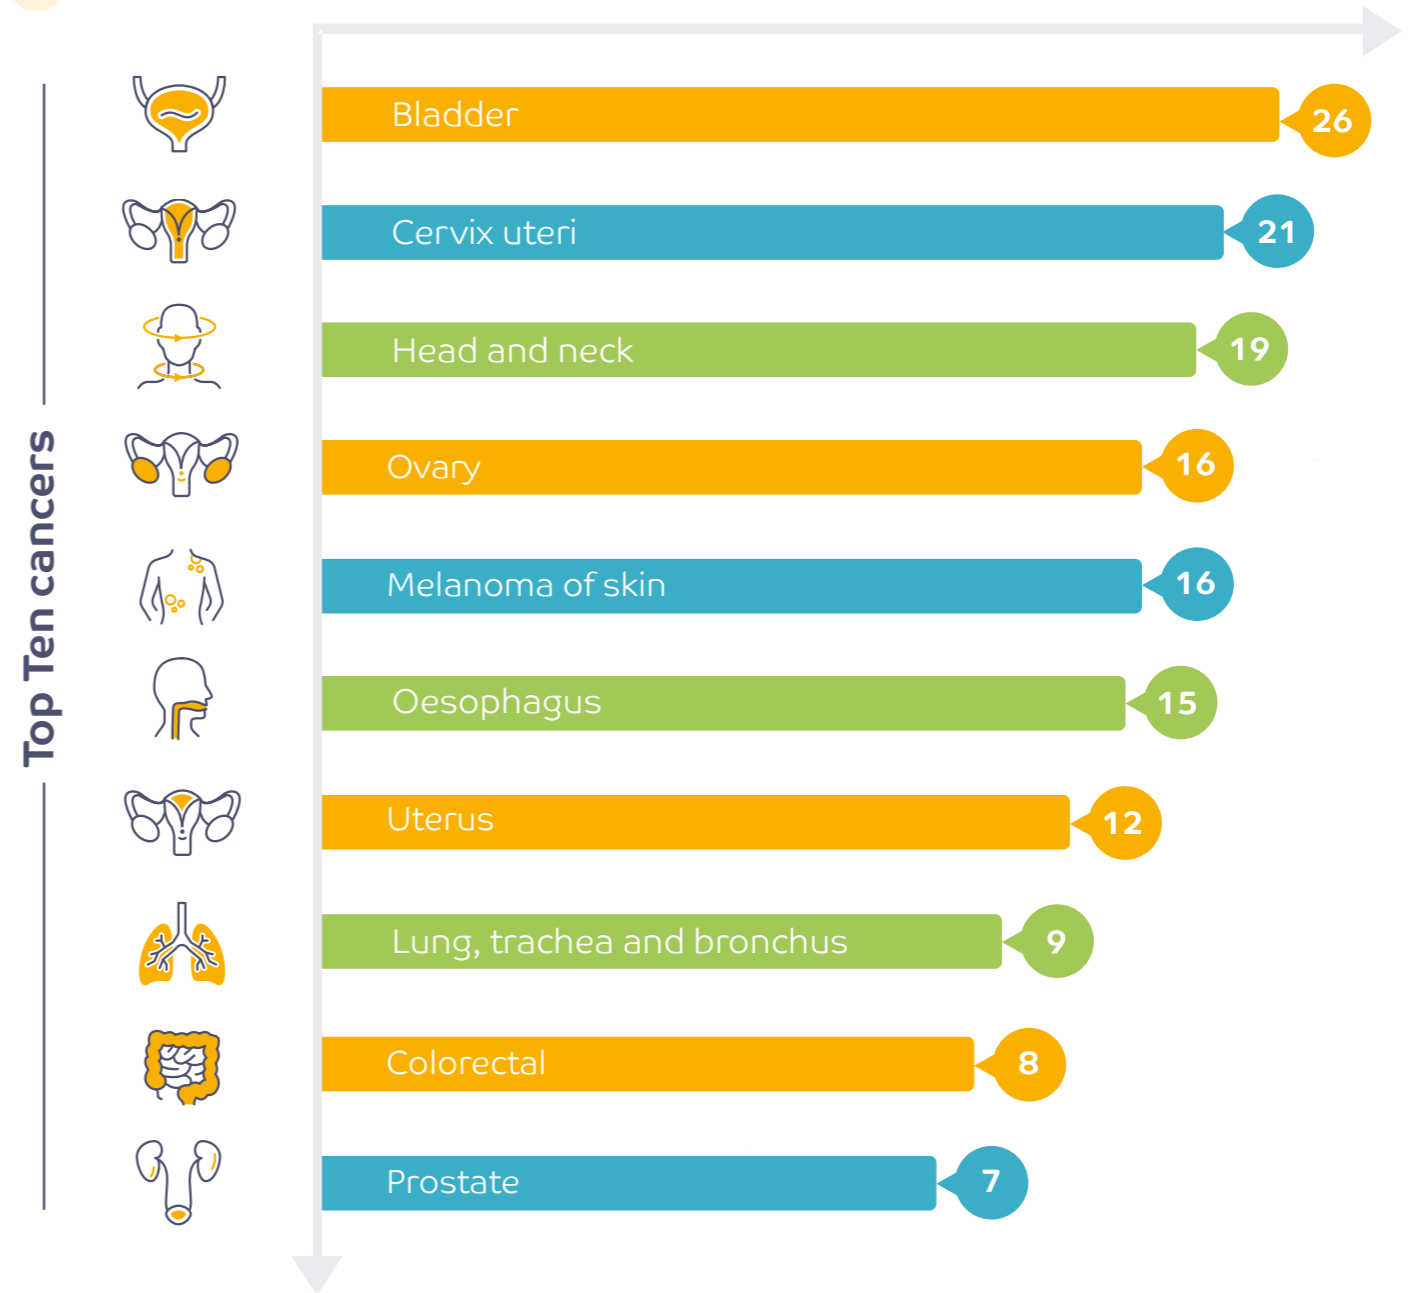 Top Ten cancers
Bladder
26
Cervix uteri
21
Head and neck
19
Ovary
16
Melanoma of skin
16
Oesophagus
15
Uterus
12
Lung, trachea and bronchus
9
Colorectal
8
Prostate
7